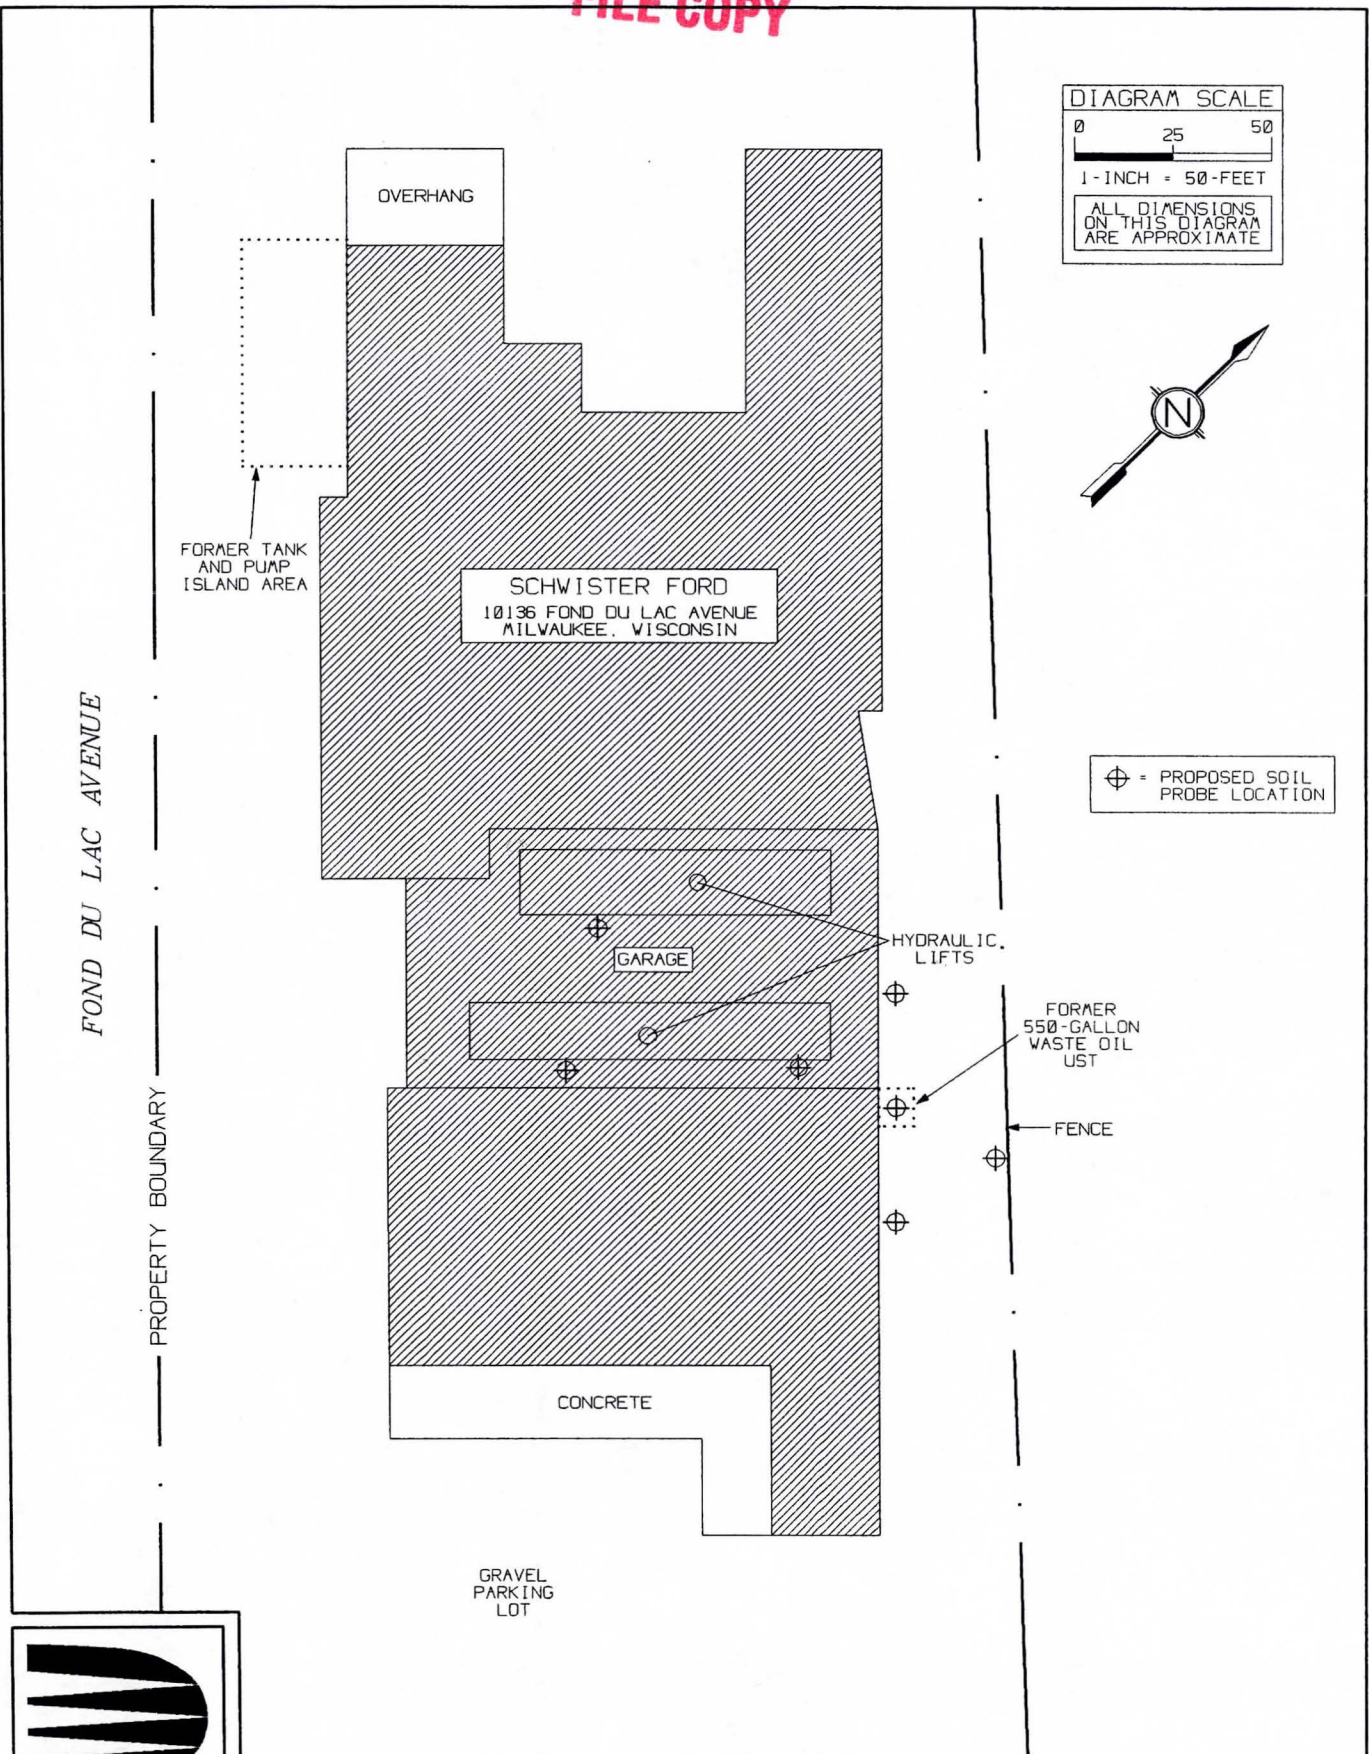 FILE COPY
DIAGRAM SCALE
0 25 50
1-INCH = 50-FEET
ALL DIMENSIONS
ON THIS DIAGRAM
ARE APPROXIMATE
OVERHANG
N
FORMER TANK
AND PUMP
ISLAND AREA
SCHWISTER FORD
10136 FOND DU LAC AVENUE
MILWAUKEE, WISCONSIN
FOND DU LAC AVENUE
= PROPOSED SOIL
PROBE LOCATION
HYDRAULIC
LIFTS
GARAGE
FORMER
550-GALLON
WASTE OIL
UST
FENCE
PROPERTY BOUNDARY
CONCRETE
GRAVEL
PARKING
LOT